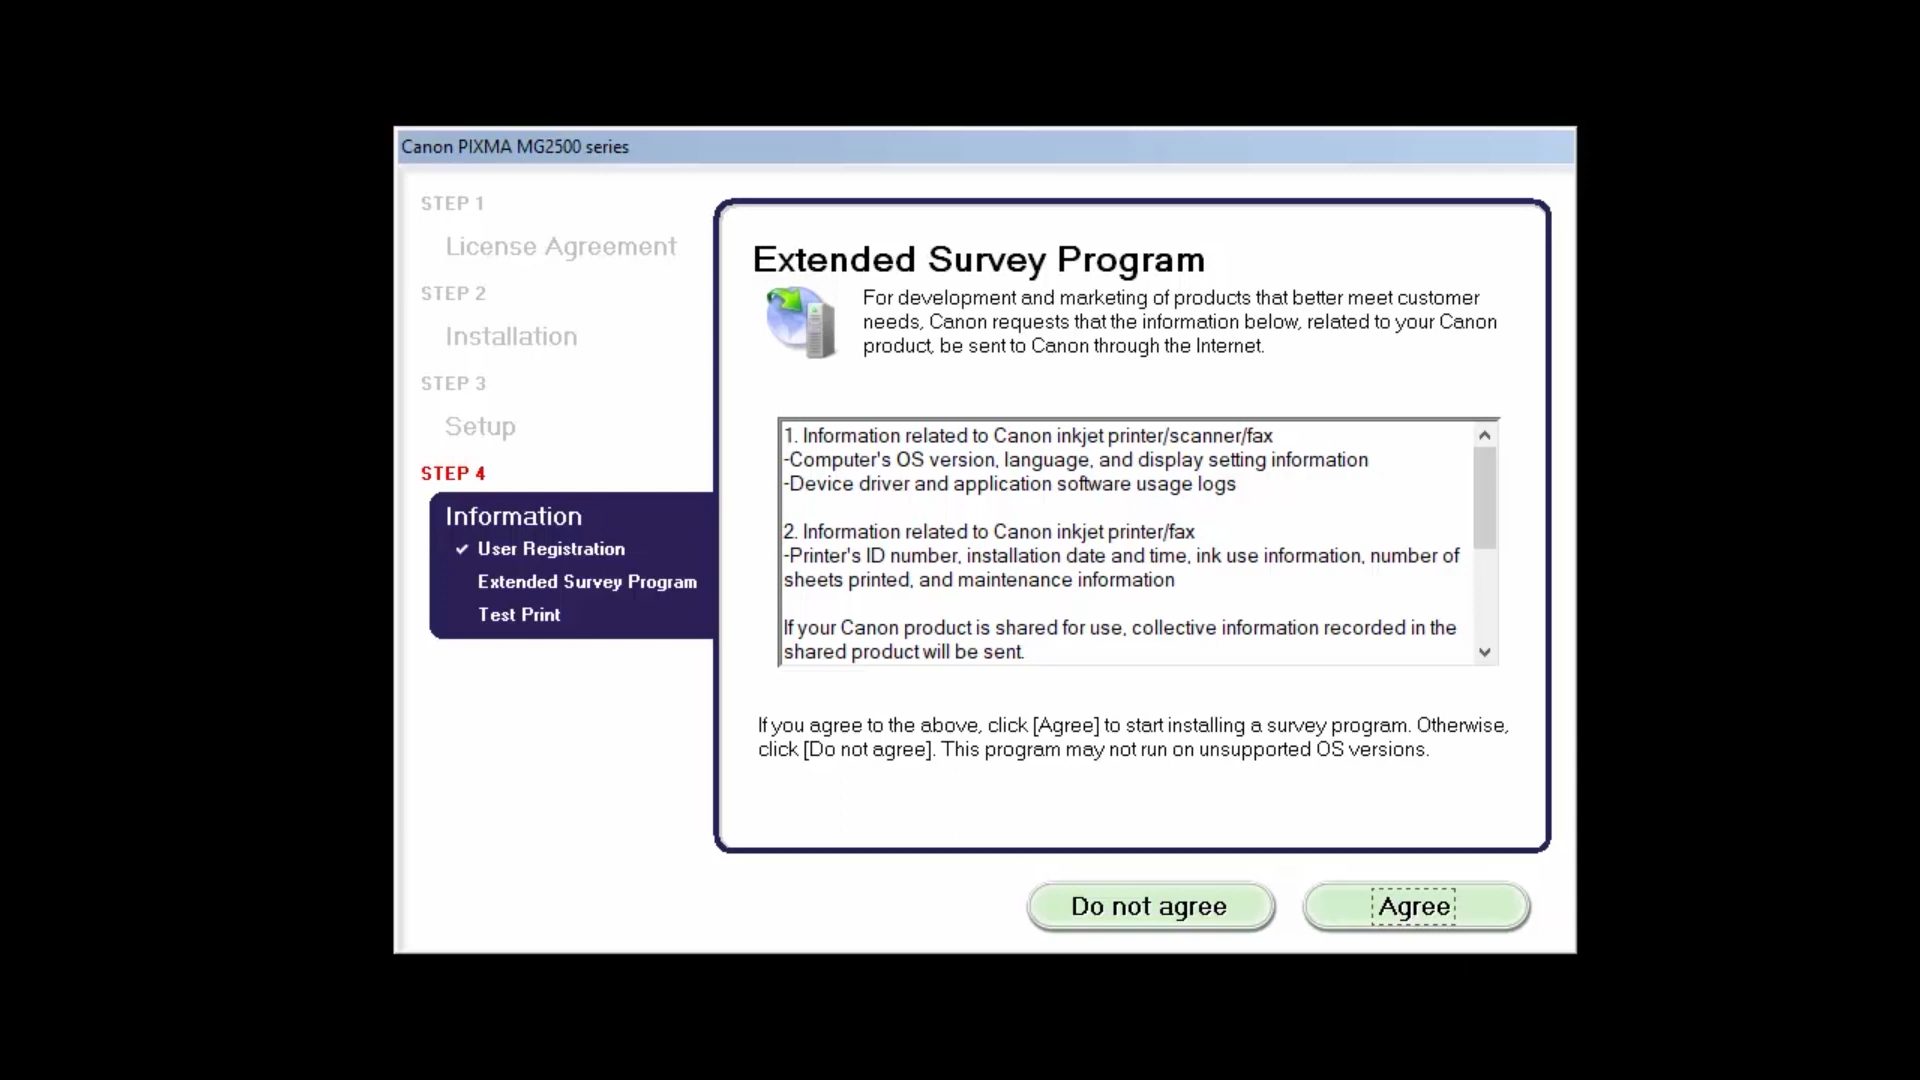 Canon PIXMA MG2500 series
STEP 1
License Agreement
STEP 2
Installation
STEP 3
Setup
STEP 4
Information
User Registration
Extended Survey Program
Test Print
Extended Survey Program
For development and marketing of products that better meet customer
needs, Canon requests that the information below, related to your Canon
product, be sent to Canon through the Internet.
1. Information related to Canon inkjet printer/scanner/fax
-Computer's OS version, language, and display setting information
-Device driver and application software usage logs
2. Information related to Canon inkjet printer/fax
-Printer's ID number, installation date and time, ink use information, number of
sheets printed, and maintenance information
If your Canon product is shared for use, collective information recorded in the
shared product will be sent.
If you agree to the above, click [Agree] to start installing a survey program. Otherwise,
click [Do not agree]. This program may not run on unsupported OS versions.
Do not agree
Agree